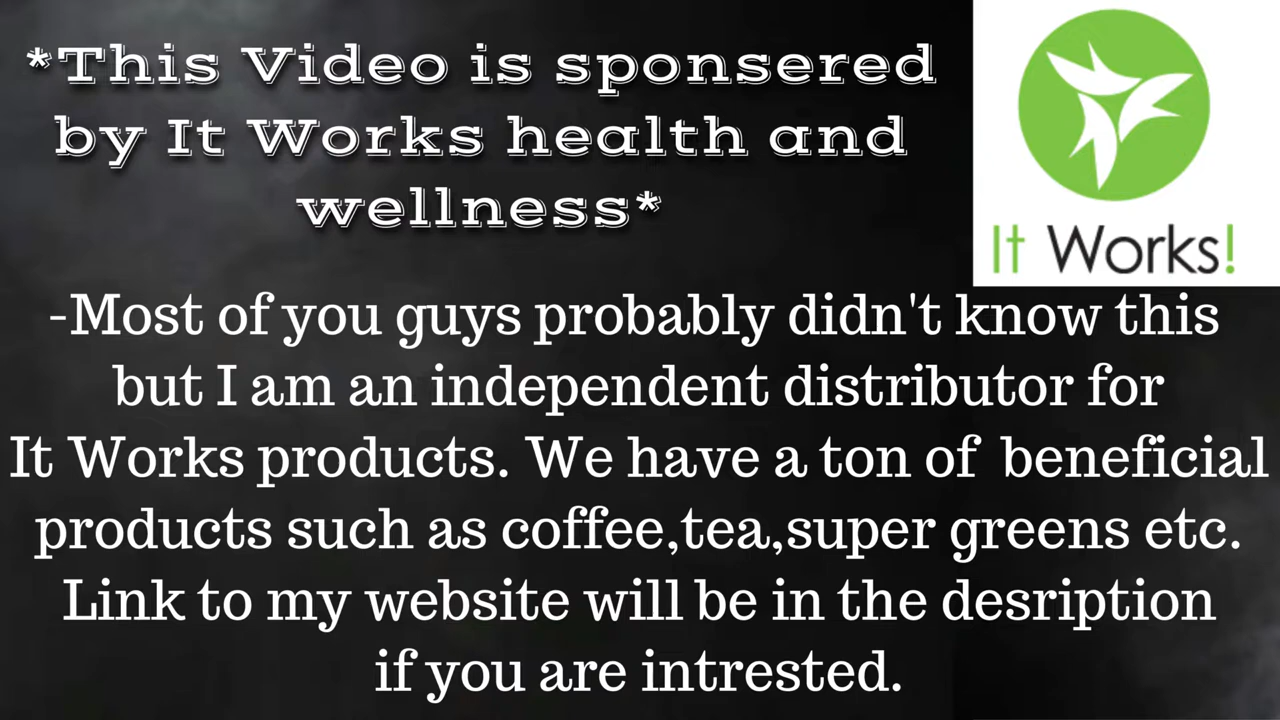 *This Video is sponsered
by It Works health and
wellness*
It Works!
-Most of you guys probably didn't know this
but I am an independent distributor for
It Works products. We have a ton of beneficial
products such as coffee,tea,super greens etc.
Link to my website will be in the desription
if you are intrested.